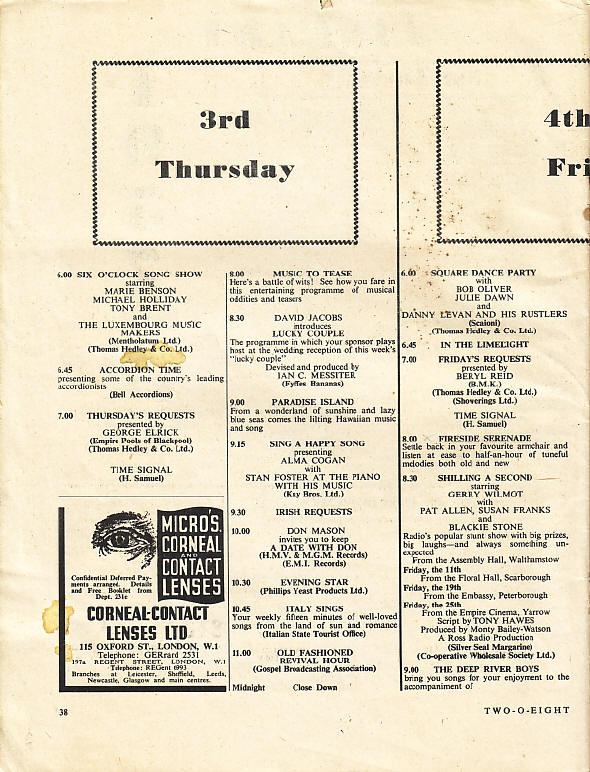 3rd
Thursday
6.00 SIX O'CLOCK SONG SHOW
starring
MARIE BENSON
MICHAEL HOLLIDAY
TONY BRENT
and
THE LUXEMBOURG MUSIC
MAKERS
(Mentholatum Ltd.)
(Thomas Hedley & Co. Ltd.)
6.45 ACCORDION TIME
presenting some of the country's leading
accordionists
(Bell Accordions)
7.00 THURSDAY'S REQUESTS
presented by
GEORGE ELRICK
(Empire Pools of Blackpool)
(Thomas Hedley & Co. Ltd.)
TIME SIGNAL
(H. Samuel)
MICROS,
CORNEAL
AND
CONTACT
LENSES
Confidential Deferred Pay-
ments arranged. Details
and Free Booklet from
Dept. 231e
CORNEAL-CONTACT
LENSES LTD
115 OXFORD ST., LONDON, W.1
Telephone: GERrard 2531
197a REGENT STREET, LONDON, W.1
Telephone: REGent 693
Branches at Leicester, Sheffield, Leeds,
Newcastle, Glasgow and main centres.
8.00 MUSIC TO TEASE
Here's a battle of wits! See how you fare in
this entertaining programme of musical
oddities and teasers
8.30 DAVID JACOBS
introduces
LUCKY COUPLE
The programme in which your sponsor plays
host at the wedding reception of this week's
"lucky couple"
Devised and produced by
IAN C. MESSITER
(Fyffes Bananas)
9.00 PARADISE ISLAND
From a wonderland of sunshine and lazy
blue seas comes the lilting Hawaiian music
and song
9.15 SING A HAPPY SONG
presenting
ALMA COGAN
with
STAN FOSTER AT THE PIANO
WITH HIS MUSIC
(Kay Bros. Ltd.)
9.30 IRISH REQUESTS
10.00 DON MASON
invites you to keep
A DATE WITH DON
(H.M.V. & M.G.M. Records)
(E.M.I. Records)
10.30 EVENING STAR
(Phillips Yeast Products Ltd.)
10.45 ITALY SINGS
Your weekly fifteen minutes of well-loved
songs from the land of sun and romance
(Italian State Tourist Office)
11.00 OLD FASHIONED
REVIVAL HOUR
(Gospel Broadcasting Association)
Midnight Close Down
4th
Fri
6.00 SQUARE DANCE PARTY
with
BOB OLIVER
JULIE DAWN
and
DANNY LEVAN AND HIS RUSTLERS
(Scaioni)
(Thomas Hedley & Co. Ltd.)
6.45 IN THE LIMELIGHT
7.00 FRIDAY'S REQUESTS
presented by
BERYL REID
(B.M.K.)
(Thomas Hedley & Co. Ltd.)
(Shoverings Ltd.)
TIME SIGNAL
(H. Samuel)
8.00 FIRESIDE SERENADE
Settle back in your favourite armchair and
listen at ease to half-an-hour of tuneful
melodies both old and new
8.30 SHILLING A SECOND
starring
GERRY WILMOT
with
PAT ALLEN, SUSAN FRANKS
and
BLACKIE STONE
Radio's popular stunt show with big prizes,
big laughs—and always something un-
expected
From the Assembly Hall, Walthamstow
Friday, the 11th
From the Floral Hall, Scarborough
Friday, the 19th
From the Embassy, Peterborough
Friday, the 25th
From the Empire Cinema, Yarrow
Script by TONY HAWES
Produced by Monty Bailey-Watson
A Ross Radio Production
(Silver Seal Margarine)
(Co-operative Wholesale Society Ltd.)
9.00 THE DEEP RIVER BOYS
bring you songs for your enjoyment to the
accompaniment of
38
TWO-O-EIGHT